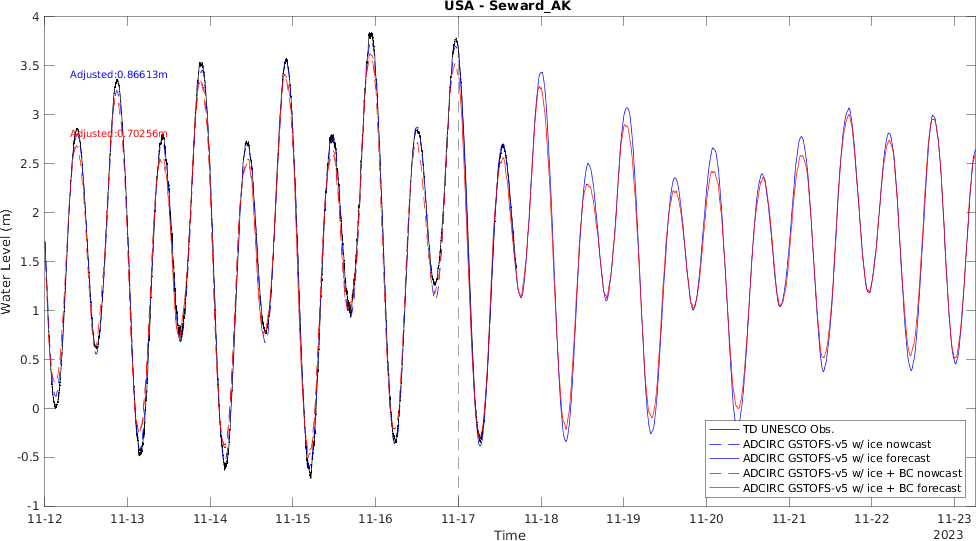 USA - Seward_AK
Water Level (m)
4
3.5
3
2.5
2
1.5
1
0.5
0
-0.5
-1
Adjusted:0.86613m
Adjusted:0.70256m
TD UNESCO Obs.
ADCIRC GSTOFS-v5 w/ ice nowcast
ADCIRC GSTOFS-v5 w/ ice forecast
ADCIRC GSTOFS-v5 w/ ice + BC nowcast
ADCIRC GSTOFS-v5 w/ ice + BC forecast
11-12 11-13 11-14 11-15 11-16 11-17 11-18 11-19 11-20 11-21 11-22 11-23
2023
Time